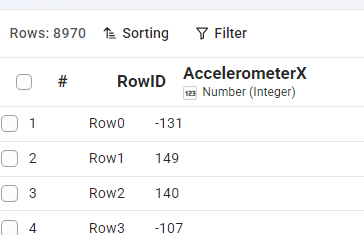 Rows: 8970 Sorting Filter
# RowID AccelerometerX
123 Number (Integer)
1 Row0 -131
2 Row1 149
3 Row2 140
4 Row3 -107